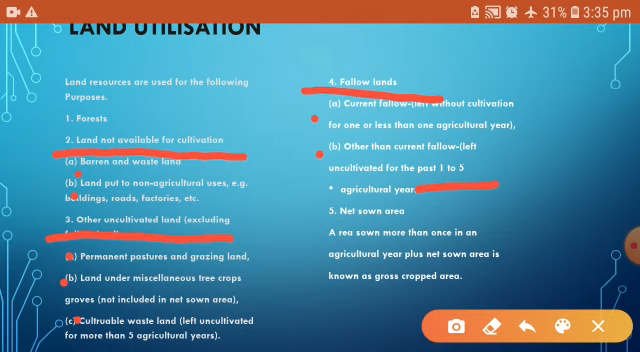 31% 3:35 pm
LAND UTILISATION
Land resources are used for the following
Purposes.
1. Forests
2. Land not available for cultivation
(a) Barren and waste land
(b) Land put to non-agricultural uses, e.g.
buildings, roads, factories, etc.
3. Other uncultivated land (excluding
(a) Permanent pastures and grazing land,
(b) Land under miscellaneous tree crops
groves (not included in net sown area),
(c) Cultruable waste land (left uncultivated
for more than 5 agricultural years).
4. Fallow lands
(a) Current fallow-(left without cultivation
for one or less than one agricultural year),
(b) Other than current fallow-(left
uncultivated for the past 1 to 5
* agricultural year
5. Net sown area
A rea sown more than once in an
agricultural year plus net sown area is
known as gross cropped area.